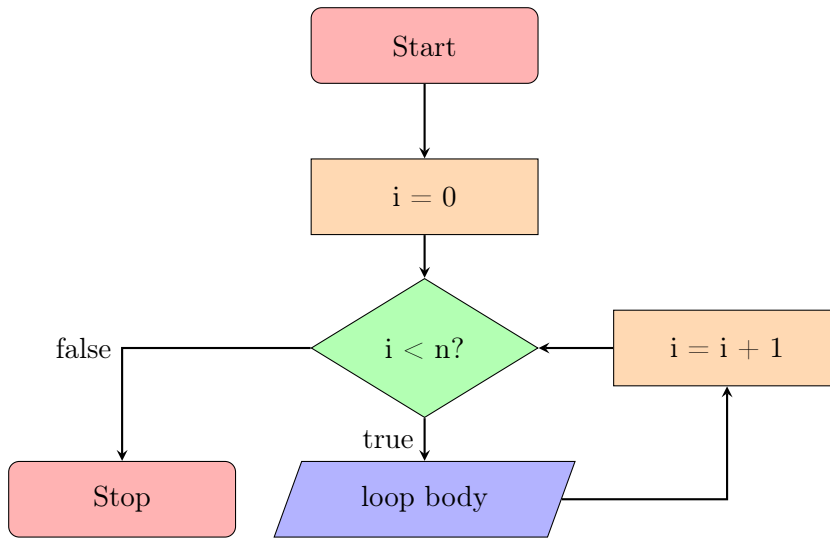 Start
i = 0
i < n?
i = i + 1
false
true
Stop
loop body